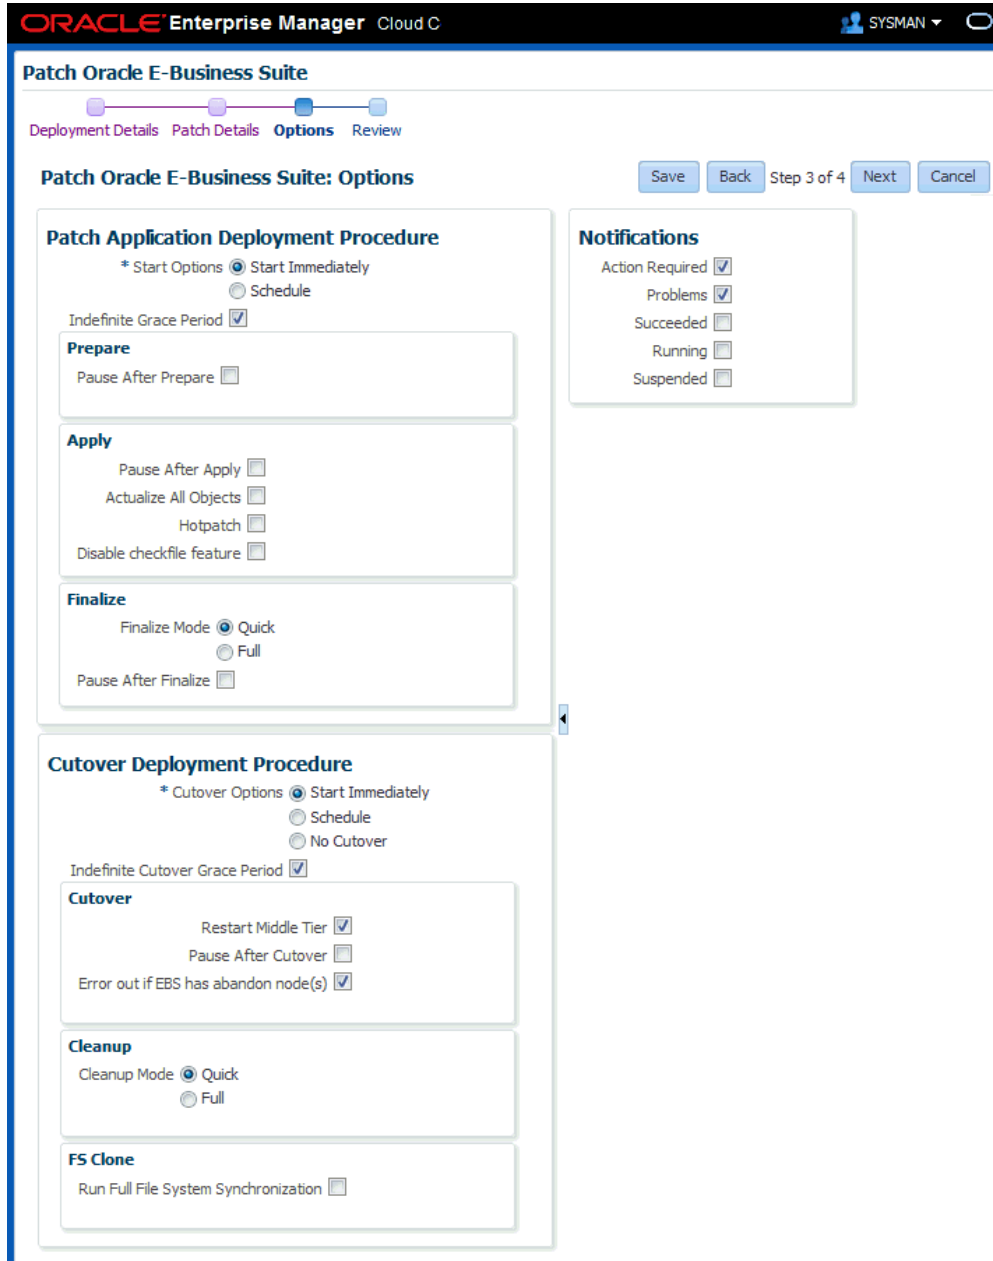 ORACLE Enterprise Manager Cloud C
SYSMAN
Patch Oracle E-Business Suite
Deployment Details Patch Details Options Review
Patch Oracle E-Business Suite: Options
Save Back Step 3 of 4 Next Cancel
Patch Application Deployment Procedure
* Start Options Start Immediately
Schedule
Indefinite Grace Period
Prepare
Pause After Prepare
Apply
Pause After Apply
Actualize All Objects
Hotpatch
Disable checkfile feature
Finalize
Finalize Mode Quick
Full
Pause After Finalize
Cutover Deployment Procedure
* Cutover Options Start Immediately
Schedule
No Cutover
Indefinite Cutover Grace Period
Cutover
Restart Middle Tier
Pause After Cutover
Error out if EBS has abandon node(s)
Cleanup
Cleanup Mode Quick
Full
FS Clone
Run Full File System Synchronization
Notifications
Action Required
Problems
Succeeded
Running
Suspended